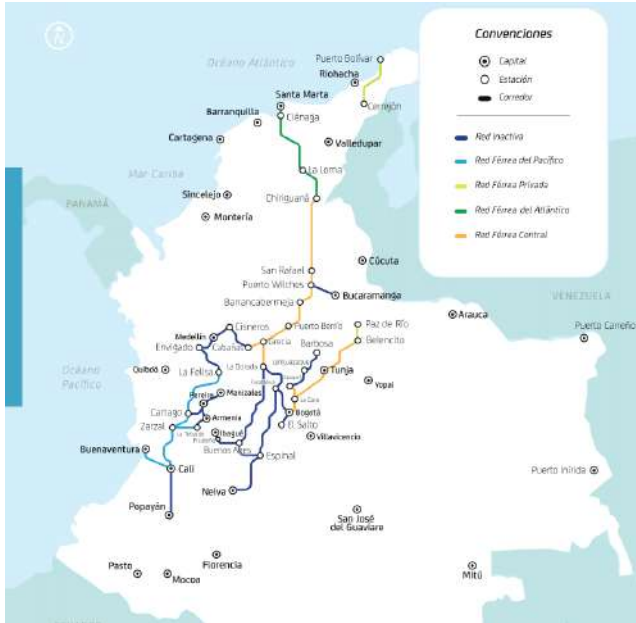 N
Océano Atlántico
Puerto Bolívar
Riohacha
Santa Marta
Ciénaga
Cerrejón
Barranquilla
Cartagena
Valledupar
Mar Caribe
La Loma
Sincelejo
Chiriguaná
PANAMÁ
Montería
San Rafael
Cúcuta
Puerto Wilches
Bucaramanga
Barrancabermeja
VENEZUELA
Arauca
Puerto Carreño
Cisneros
Puerto Berrío
Paz de Río
Medellín
Grecia
Barbosa
Belencito
Envigado
Cabañas
Océano
Pacífico
Quibdó
La Felisa
La Dorada
Tunja
Yopal
Manizales
Pereira
La Caro
Cartago
Armenia
Bogotá
Zarzal
Ibagué
El Salto
Villavicencio
Buenaventura
Buenos Aires
Espinal
Cali
Puerto Inírida
Neiva
Popayán
San José
del Guaviare
Florencia
Pasto
Mocoa
Mitú
Convenciones
Capital
Estación
Corredor
Red Inactiva
Red Férrea del Pacífico
Red Férrea Privada
Red Férrea del Atlántico
Red Férrea Central